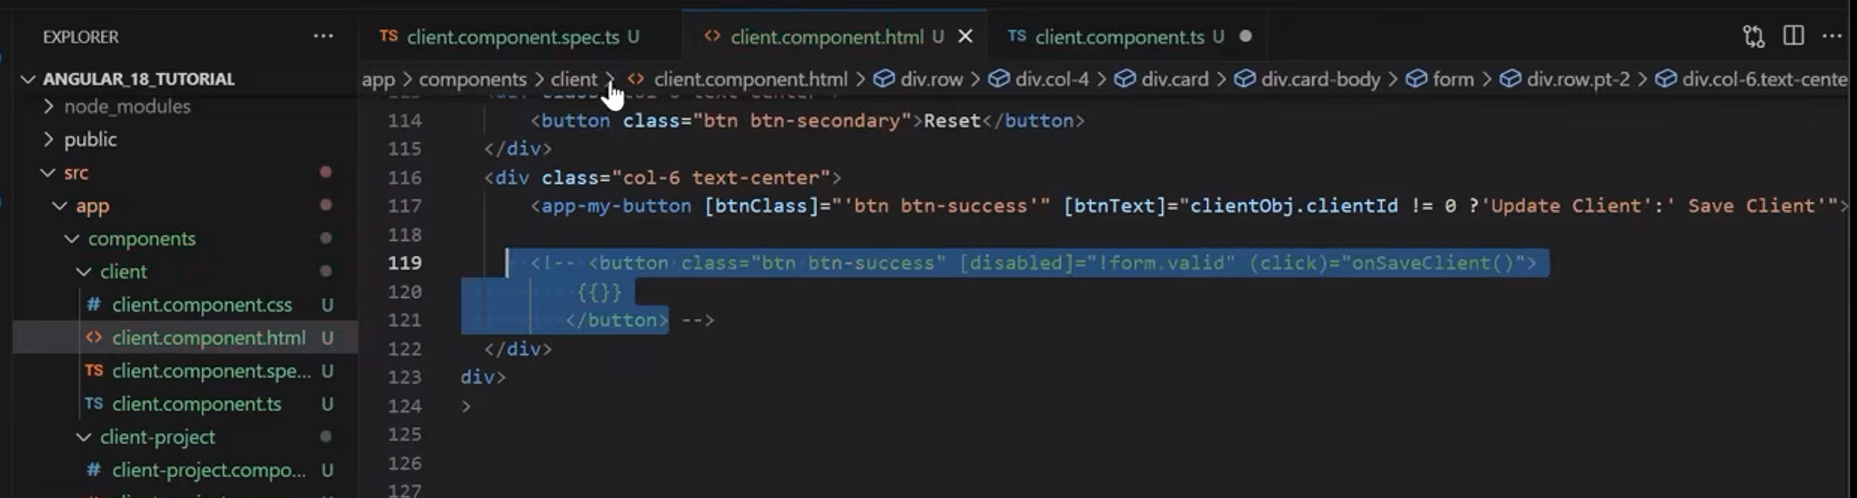 EXPLORER ···
ANGULAR_18_TUTORIAL
node_modules
public
src
app
components
client
# client.component.css U
<> client.component.html U
TS client.component.spe... U
TS client.component.ts U
client-project
# client-project.compo... U
TS client.component.spec.ts U
<> client.component.html U ×
TS client.component.ts U ●
···
app > components > client > <> client.component.html > div.row > div.col-4 > div.card > div.card-body > form > div.row.pt-2 > div.col-6.text-cente
114 <button class="btn btn-secondary">Reset</button>
115 </div>
116 <div class="col-6 text-center">
117 <app-my-button [btnClass]="'btn btn-success'" [btnText]="clientObj.clientId != 0 ?'Update Client':' Save Client'">
118
119 <!-- <button class="btn btn-success" [disabled]="!form.valid" (click)="onSaveClient()">
120 {{}}
121 </button> -->
122 </div>
123 div>
124 >
125
126
127